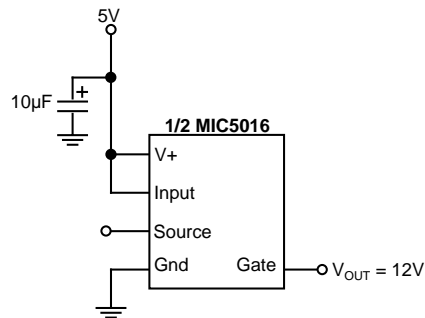 5V
+
10µF
1/2 MIC5016
V+
Input
Source
Gnd Gate
VOUT = 12V